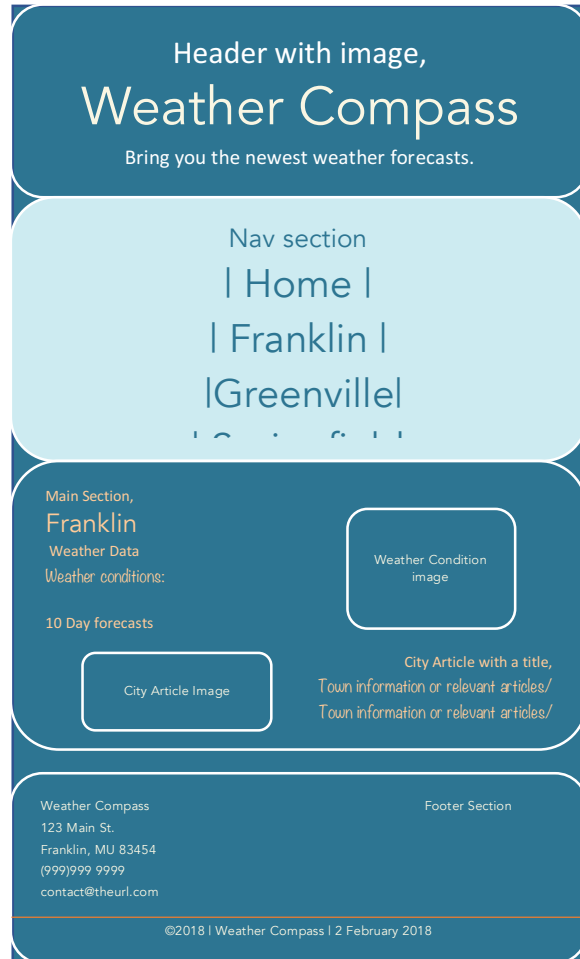 Header with image,
Weather Compass
Bring you the newest weather forecasts.
Nav section
| Home |
| Franklin |
|Greenville|
Main Section,
Franklin
Weather Data
Weather conditions:
10 Day forecasts
Weather Condition
image
City Article Image
City Article with a title,
Town information or relevant articles/
Town information or relevant articles/
Weather Compass
123 Main St.
Franklin, MU 83454
(999)999 9999
contact@theurl.com
Footer Section
©2018 | Weather Compass | 2 February 2018